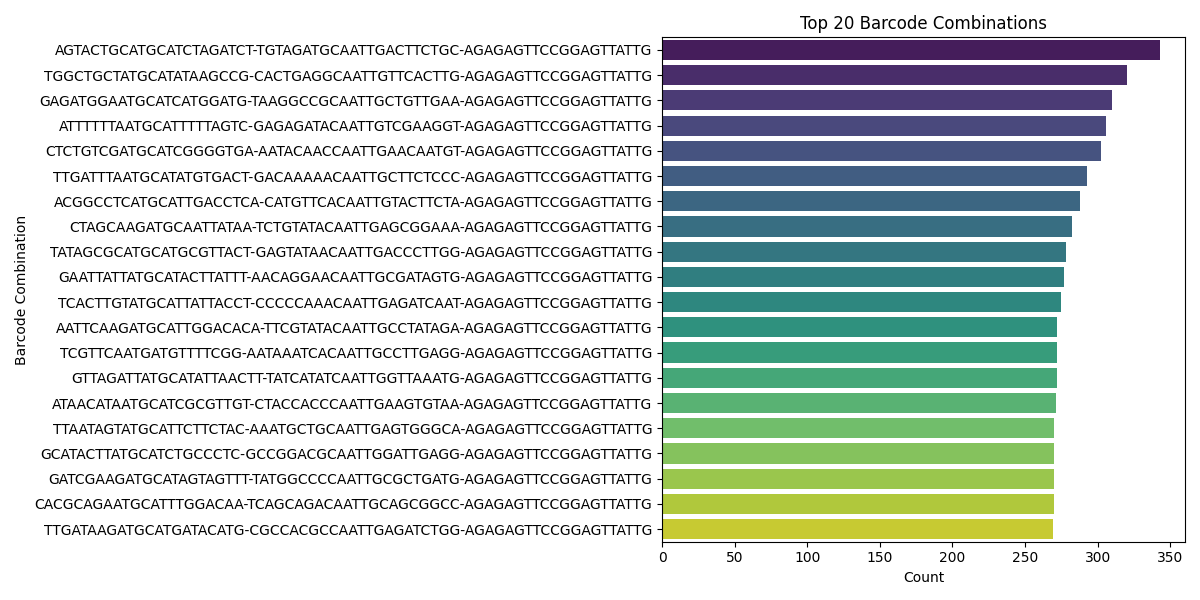 Top 20 Barcode Combinations
AGTACTGCATGCATCTAGATCT-TGTAGATGCAATTGACTTCTGC-AGAGAGTTCCGGAGTTATTG
TGGCTGCTATGCATATAAGCCG-CACTGAGGCAATTGTTCACTTG-AGAGAGTTCCGGAGTTATTG
GAGATGGAATGCATCATGGATG-TAAGGCCGCAATTGCTGTTGAA-AGAGAGTTCCGGAGTTATTG
ATTTTTTAATGCATTTTTAGTC-GAGAGATACAATTGTCGAAGGT-AGAGAGTTCCGGAGTTATTG
CTCTGTCGATGCATCGGGGTGA-AATACAACCAATTGAACAATGT-AGAGAGTTCCGGAGTTATTG
TTGATTTAATGCATATGTGACT-GACAAAAACAATTGCTTCTCCC-AGAGAGTTCCGGAGTTATTG
ACGGCCTCATGCATTGACCTCA-CATGTTCACAATTGTACTTCTA-AGAGAGTTCCGGAGTTATTG
CTAGCAAGATGCAATTATAA-TCTGTATACAATTGAGCGGAAA-AGAGAGTTCCGGAGTTATTG
TATAGCGCATGCATGCGTTACT-GAGTATAACAATTGACCCTTGG-AGAGAGTTCCGGAGTTATTG
GAATTATTATGCATACTTATTT-AACAGGAACAATTGCGATAGTG-AGAGAGTTCCGGAGTTATTG
TCACTTGTATGCATTATTACCT-CCCCCAAACAATTGAGATCAAT-AGAGAGTTCCGGAGTTATTG
AATTCAAGATGCATTGGACACA-TTCGTATACAATTGCCTATAGA-AGAGAGTTCCGGAGTTATTG
TCGTTCAATGATGTTTTCGG-AATAAATCACAATTGCCTTGAGG-AGAGAGTTCCGGAGTTATTG
GTTAGATTATGCATATTAACTT-TATCATATCAATTGGTTAAATG-AGAGAGTTCCGGAGTTATTG
ATAACATAATGCATCGCGTTGT-CTACCACCCAATTGAAGTGTAA-AGAGAGTTCCGGAGTTATTG
TTAATAGTATGCATTCTTCTAC-AAATGCTGCAATTGAGTGGGCA-AGAGAGTTCCGGAGTTATTG
GCATACTTATGCATCTGCCCTC-GCCGGACGCAATTGGATTGAGG-AGAGAGTTCCGGAGTTATTG
GATCGAAGATGCATAGTAGTTT-TATGGCCCCAATTGCGCTGATG-AGAGAGTTCCGGAGTTATTG
CACGCAGAATGCATTTGGACAA-TCAGCAGACAATTGCAGCGGCC-AGAGAGTTCCGGAGTTATTG
TTGATAAGATGCATGATACATG-CGCCACGCCAATTGAGATCTGG-AGAGAGTTCCGGAGTTATTG
Barcode Combination
0 50 100 150 200 250 300 350
Count